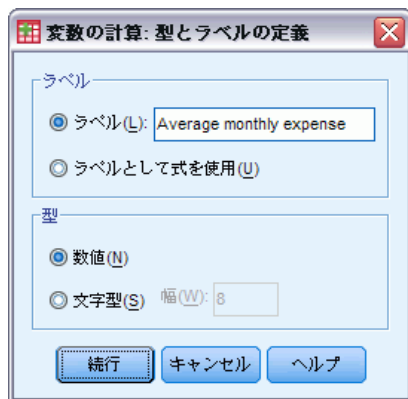 変数の計算: 型とラベルの定義
ラベル
ラベル(L): Average monthly expense
ラベルとして式を使用(U)
型
数値(N)
文字型(S) 幅(W): 8
続行 キャンセル ヘルプ